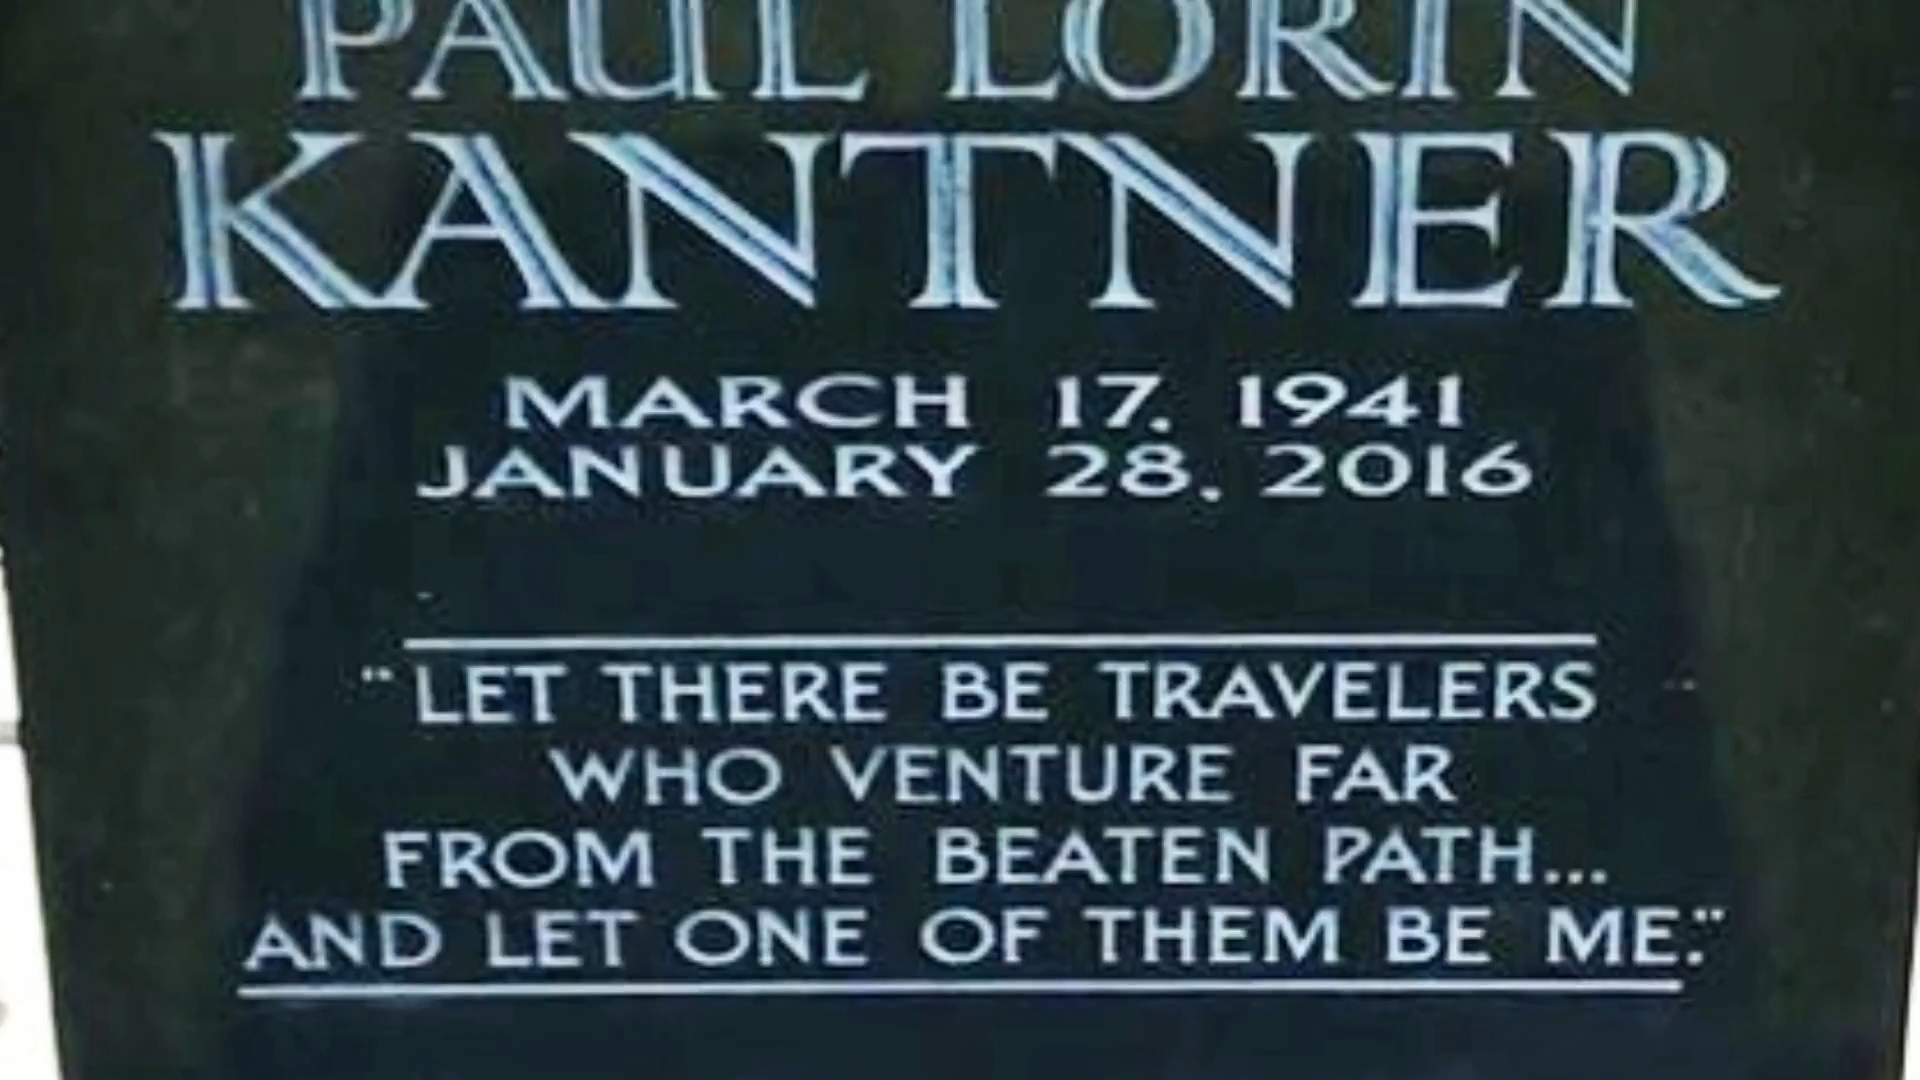 PAUL LORIN
KANTNER
MARCH 17, 1941
JANUARY 28, 2016
"LET THERE BE TRAVELERS
WHO VENTURE FAR
FROM THE BEATEN PATH...
AND LET ONE OF THEM BE ME."